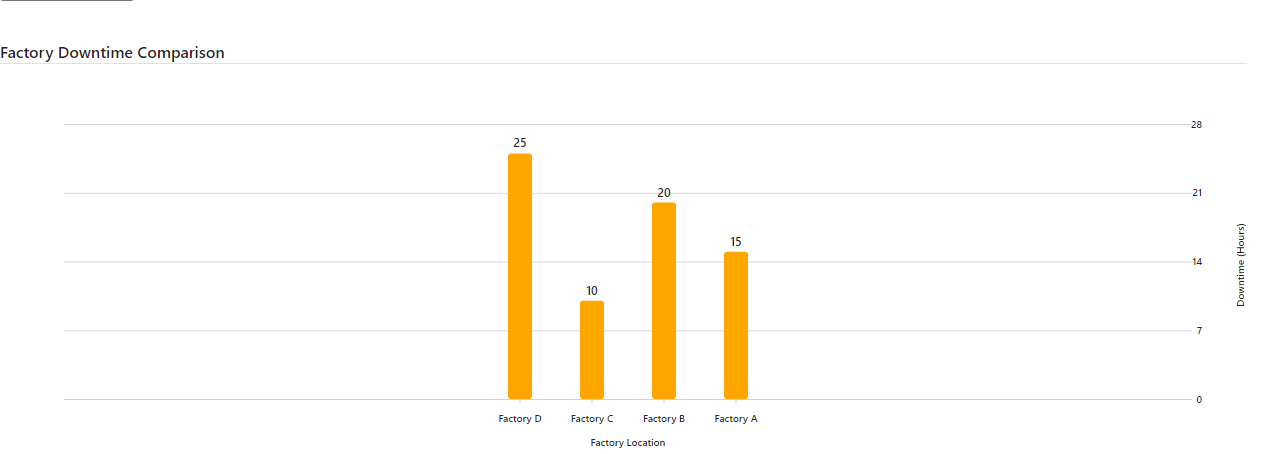 Factory Downtime Comparison
28
25
21
20
15
14
10
7
0
Downtime (Hours)
Factory D Factory C Factory B Factory A
Factory Location